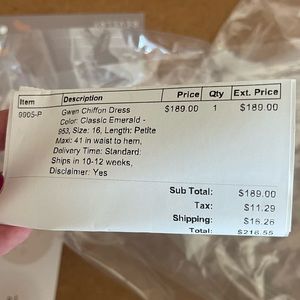 Item Description Price Qty Ext. Price
9905-P Gwen Chiffon Dress $189.00 1 $189.00
Color: Classic Emerald -
953, Size: 16, Length: Petite
Maxi: 41 in waist to hem,
Delivery Time: Standard:
Ships in 10-12 weeks,
Disclaimer: Yes
Sub Total: $189.00
Tax: $11.29
Shipping: $16.26
Total: $216.55